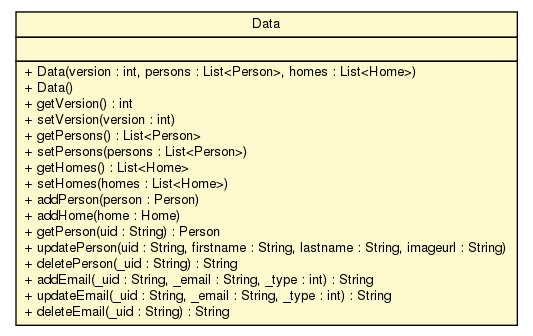 Data
+ Data(version : int, persons : List<Person>, homes : List<Home>)
+ Data()
+ getVersion() : int
+ setVersion(version : int)
+ getPersons() : List<Person>
+ setPersons(persons : List<Person>)
+ getHomes() : List<Home>
+ setHomes(homes : List<Home>)
+ addPerson(person : Person)
+ addHome(home : Home)
+ getPerson(uid : String) : Person
+ updatePerson(uid : String, firstname : String, lastname : String, imageurl : String)
+ deletePerson(_uid : String) : String
+ addEmail(_uid : String, _email : String, _type : int) : String
+ updateEmail(_uid : String, _email : String, _type : int) : String
+ deleteEmail(_uid : String) : String